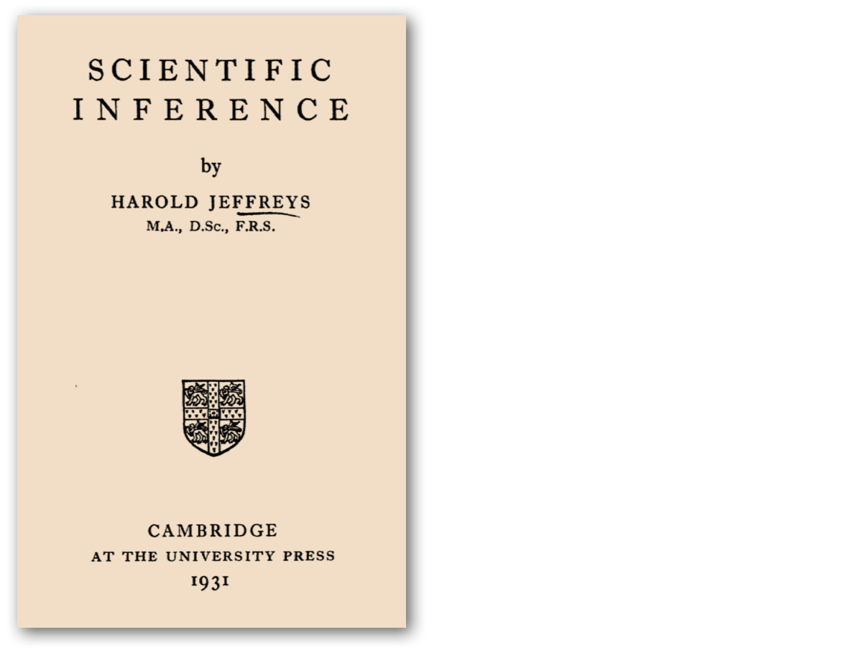 SCIENTIFIC
INFERENCE
by
HAROLD JEFFREYS
M.A., D.Sc., F.R.S.
CAMBRIDGE
AT THE UNIVERSITY PRESS
1931